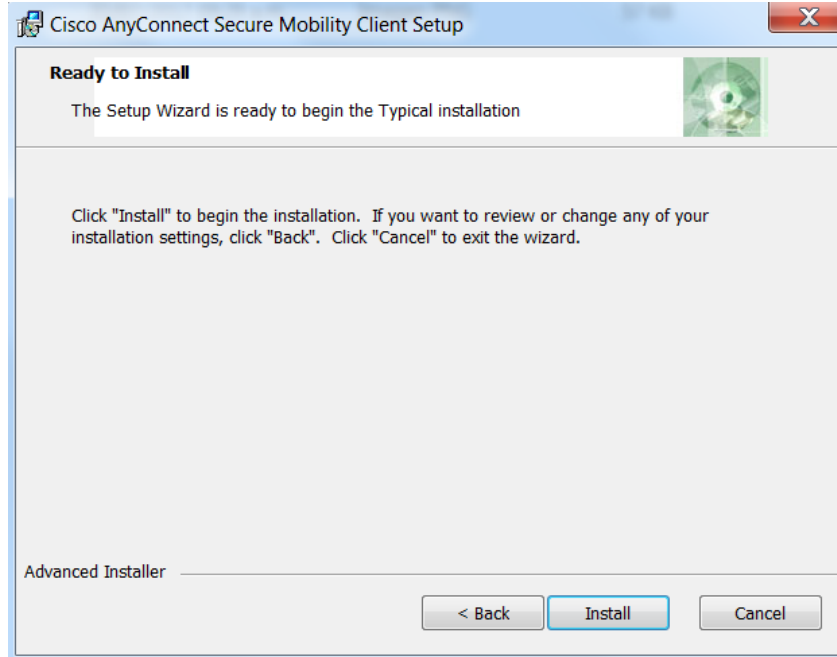 Cisco AnyConnect Secure Mobility Client Setup
X
Ready to Install
The Setup Wizard is ready to begin the Typical installation
Click "Install" to begin the installation.  If you want to review or change any of your
installation settings, click "Back".  Click "Cancel" to exit the wizard.
Advanced Installer
< Back
Install
Cancel